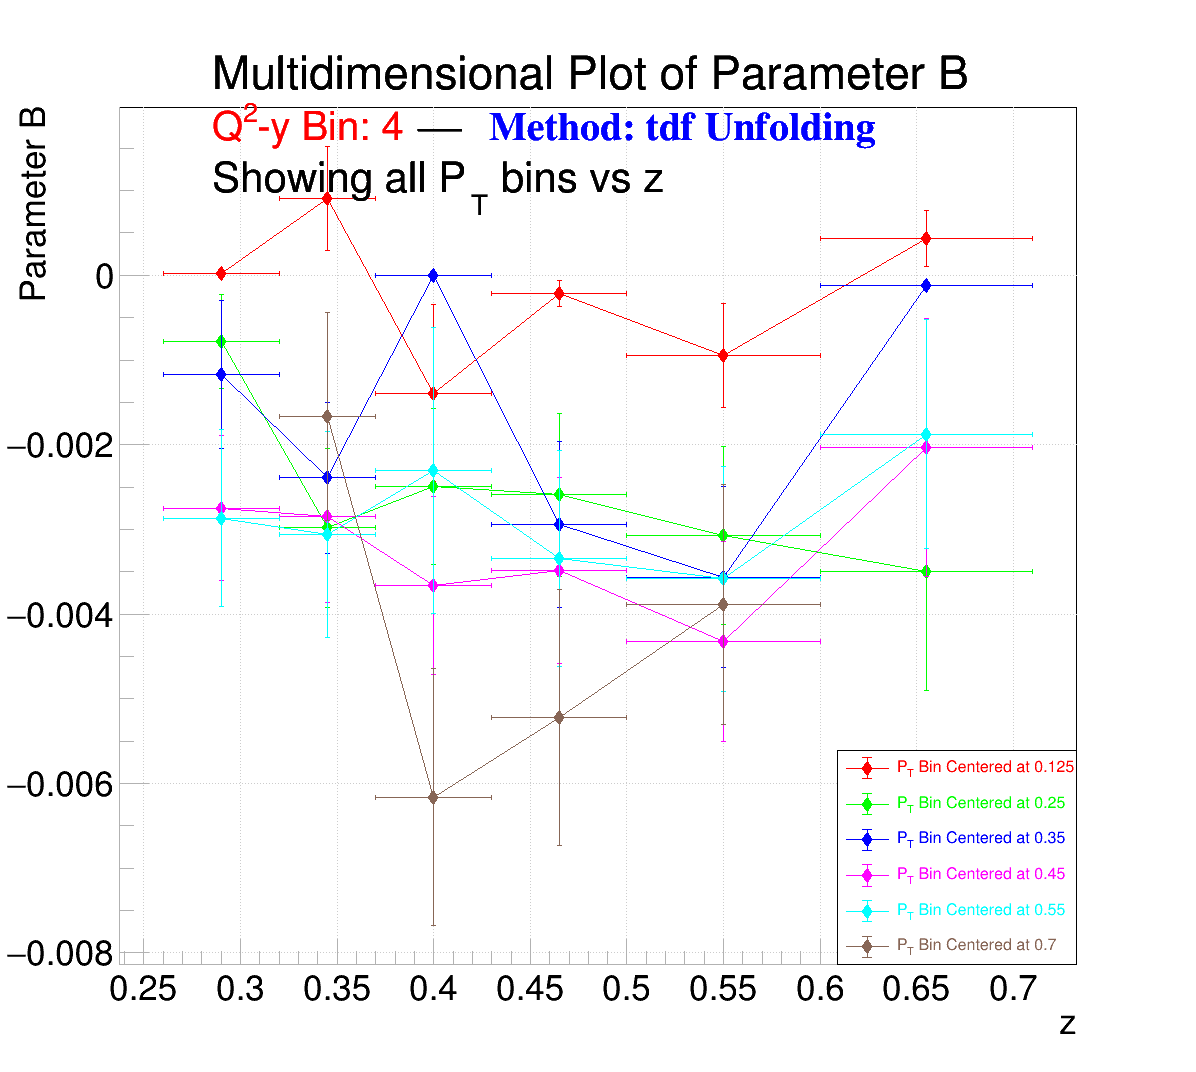 Multidimensional Plot of Parameter B
Q2-y Bin: 4 — Method: tdf Unfolding
Showing all PT bins vs z
Parameter B
0
−0.002
−0.004
−0.006
−0.008
0.25 0.3 0.35 0.4 0.45 0.5 0.55 0.6 0.65 0.7
z
PT Bin Centered at 0.125
PT Bin Centered at 0.25
PT Bin Centered at 0.35
PT Bin Centered at 0.45
PT Bin Centered at 0.55
PT Bin Centered at 0.7